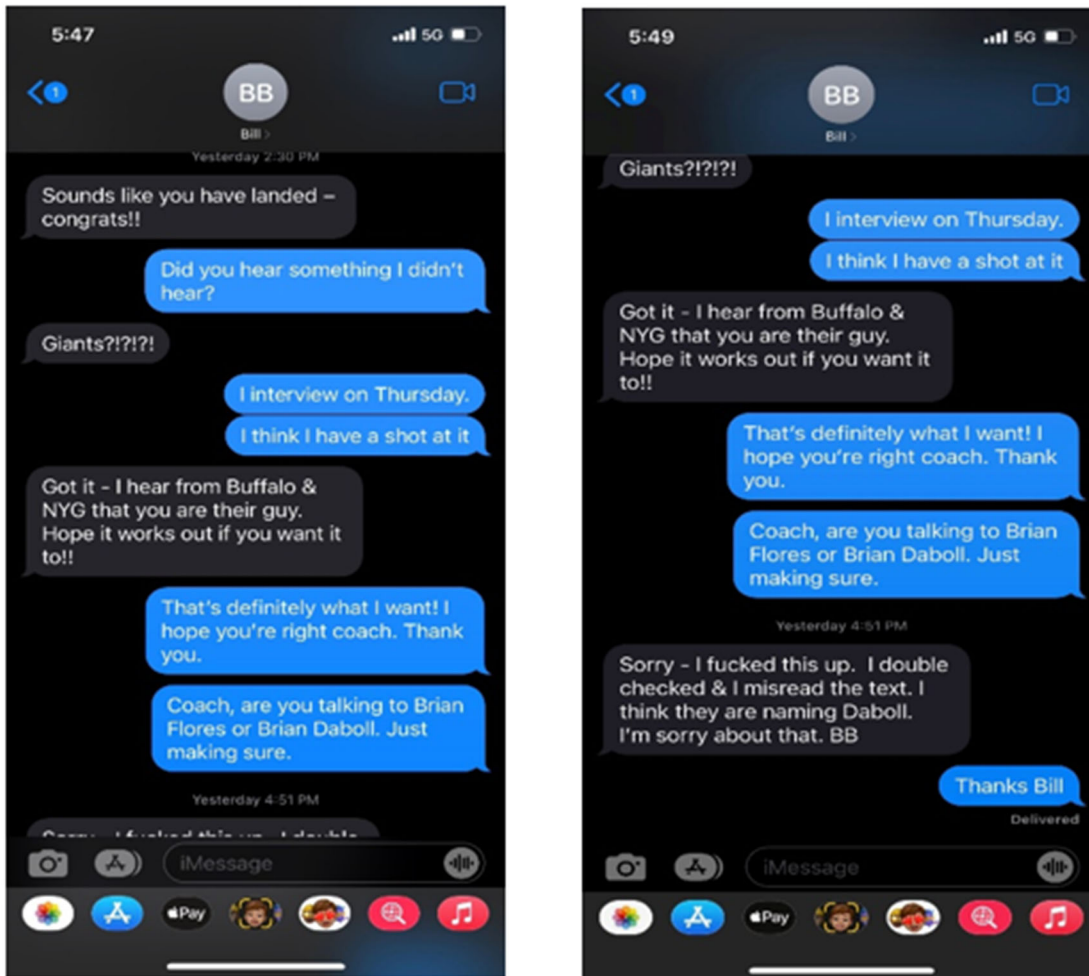 5:47
5G
1
BB
Bill
Yesterday 2:30 PM
Sounds like you have landed –
congrats!!
Did you hear something I didn't
hear?
Giants?!?!?!
I interview on Thursday.
I think I have a shot at it
Got it - I hear from Buffalo &
NYG that you are their guy.
Hope it works out if you want it
to!!
That's definitely what I want! I
hope you're right coach. Thank
you.
Coach, are you talking to Brian
Flores or Brian Daboll. Just
making sure.
Yesterday 4:51 PM
Sorry - I fucked this up. I double
iMessage
Pay
5:49
5G
1
BB
Bill
Giants?!?!?!
I interview on Thursday.
I think I have a shot at it
Got it - I hear from Buffalo &
NYG that you are their guy.
Hope it works out if you want it
to!!
That's definitely what I want! I
hope you're right coach. Thank
you.
Coach, are you talking to Brian
Flores or Brian Daboll. Just
making sure.
Yesterday 4:51 PM
Sorry - I fucked this up.  I double
checked & I misread the text. I
think they are naming Daboll.
I'm sorry about that. BB
Thanks Bill
Delivered
iMessage
Pay